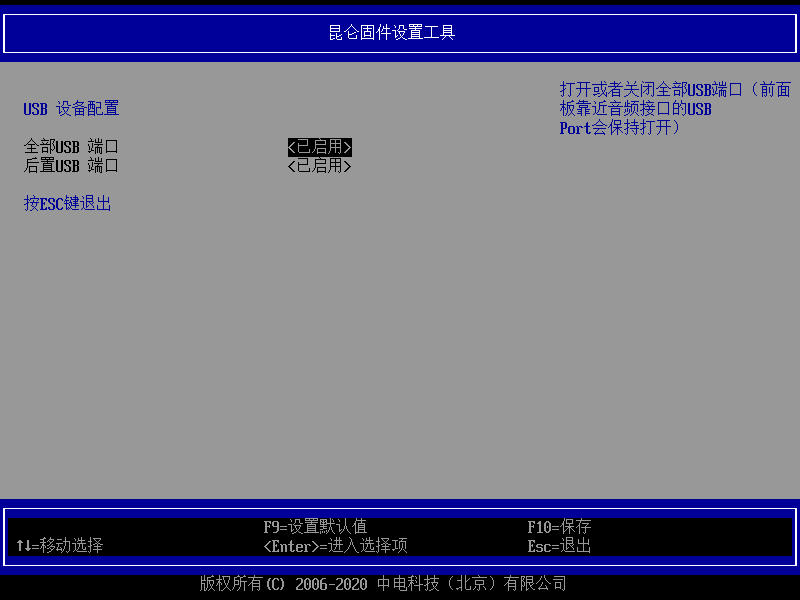 昆仑固件设置工具
USB 设备配置
全部USB 端口 <已启用>
后置USB 端口 <已启用>
按ESC键退出
打开或者关闭全部USB端口（前面
板靠近音频接口的USB
Port会保持打开）
F9=设置默认值 F10=保存
↑↓=移动选择 <Enter>=进入选择项 Esc=退出
版权所有(C) 2006-2020 中电科技（北京）有限公司